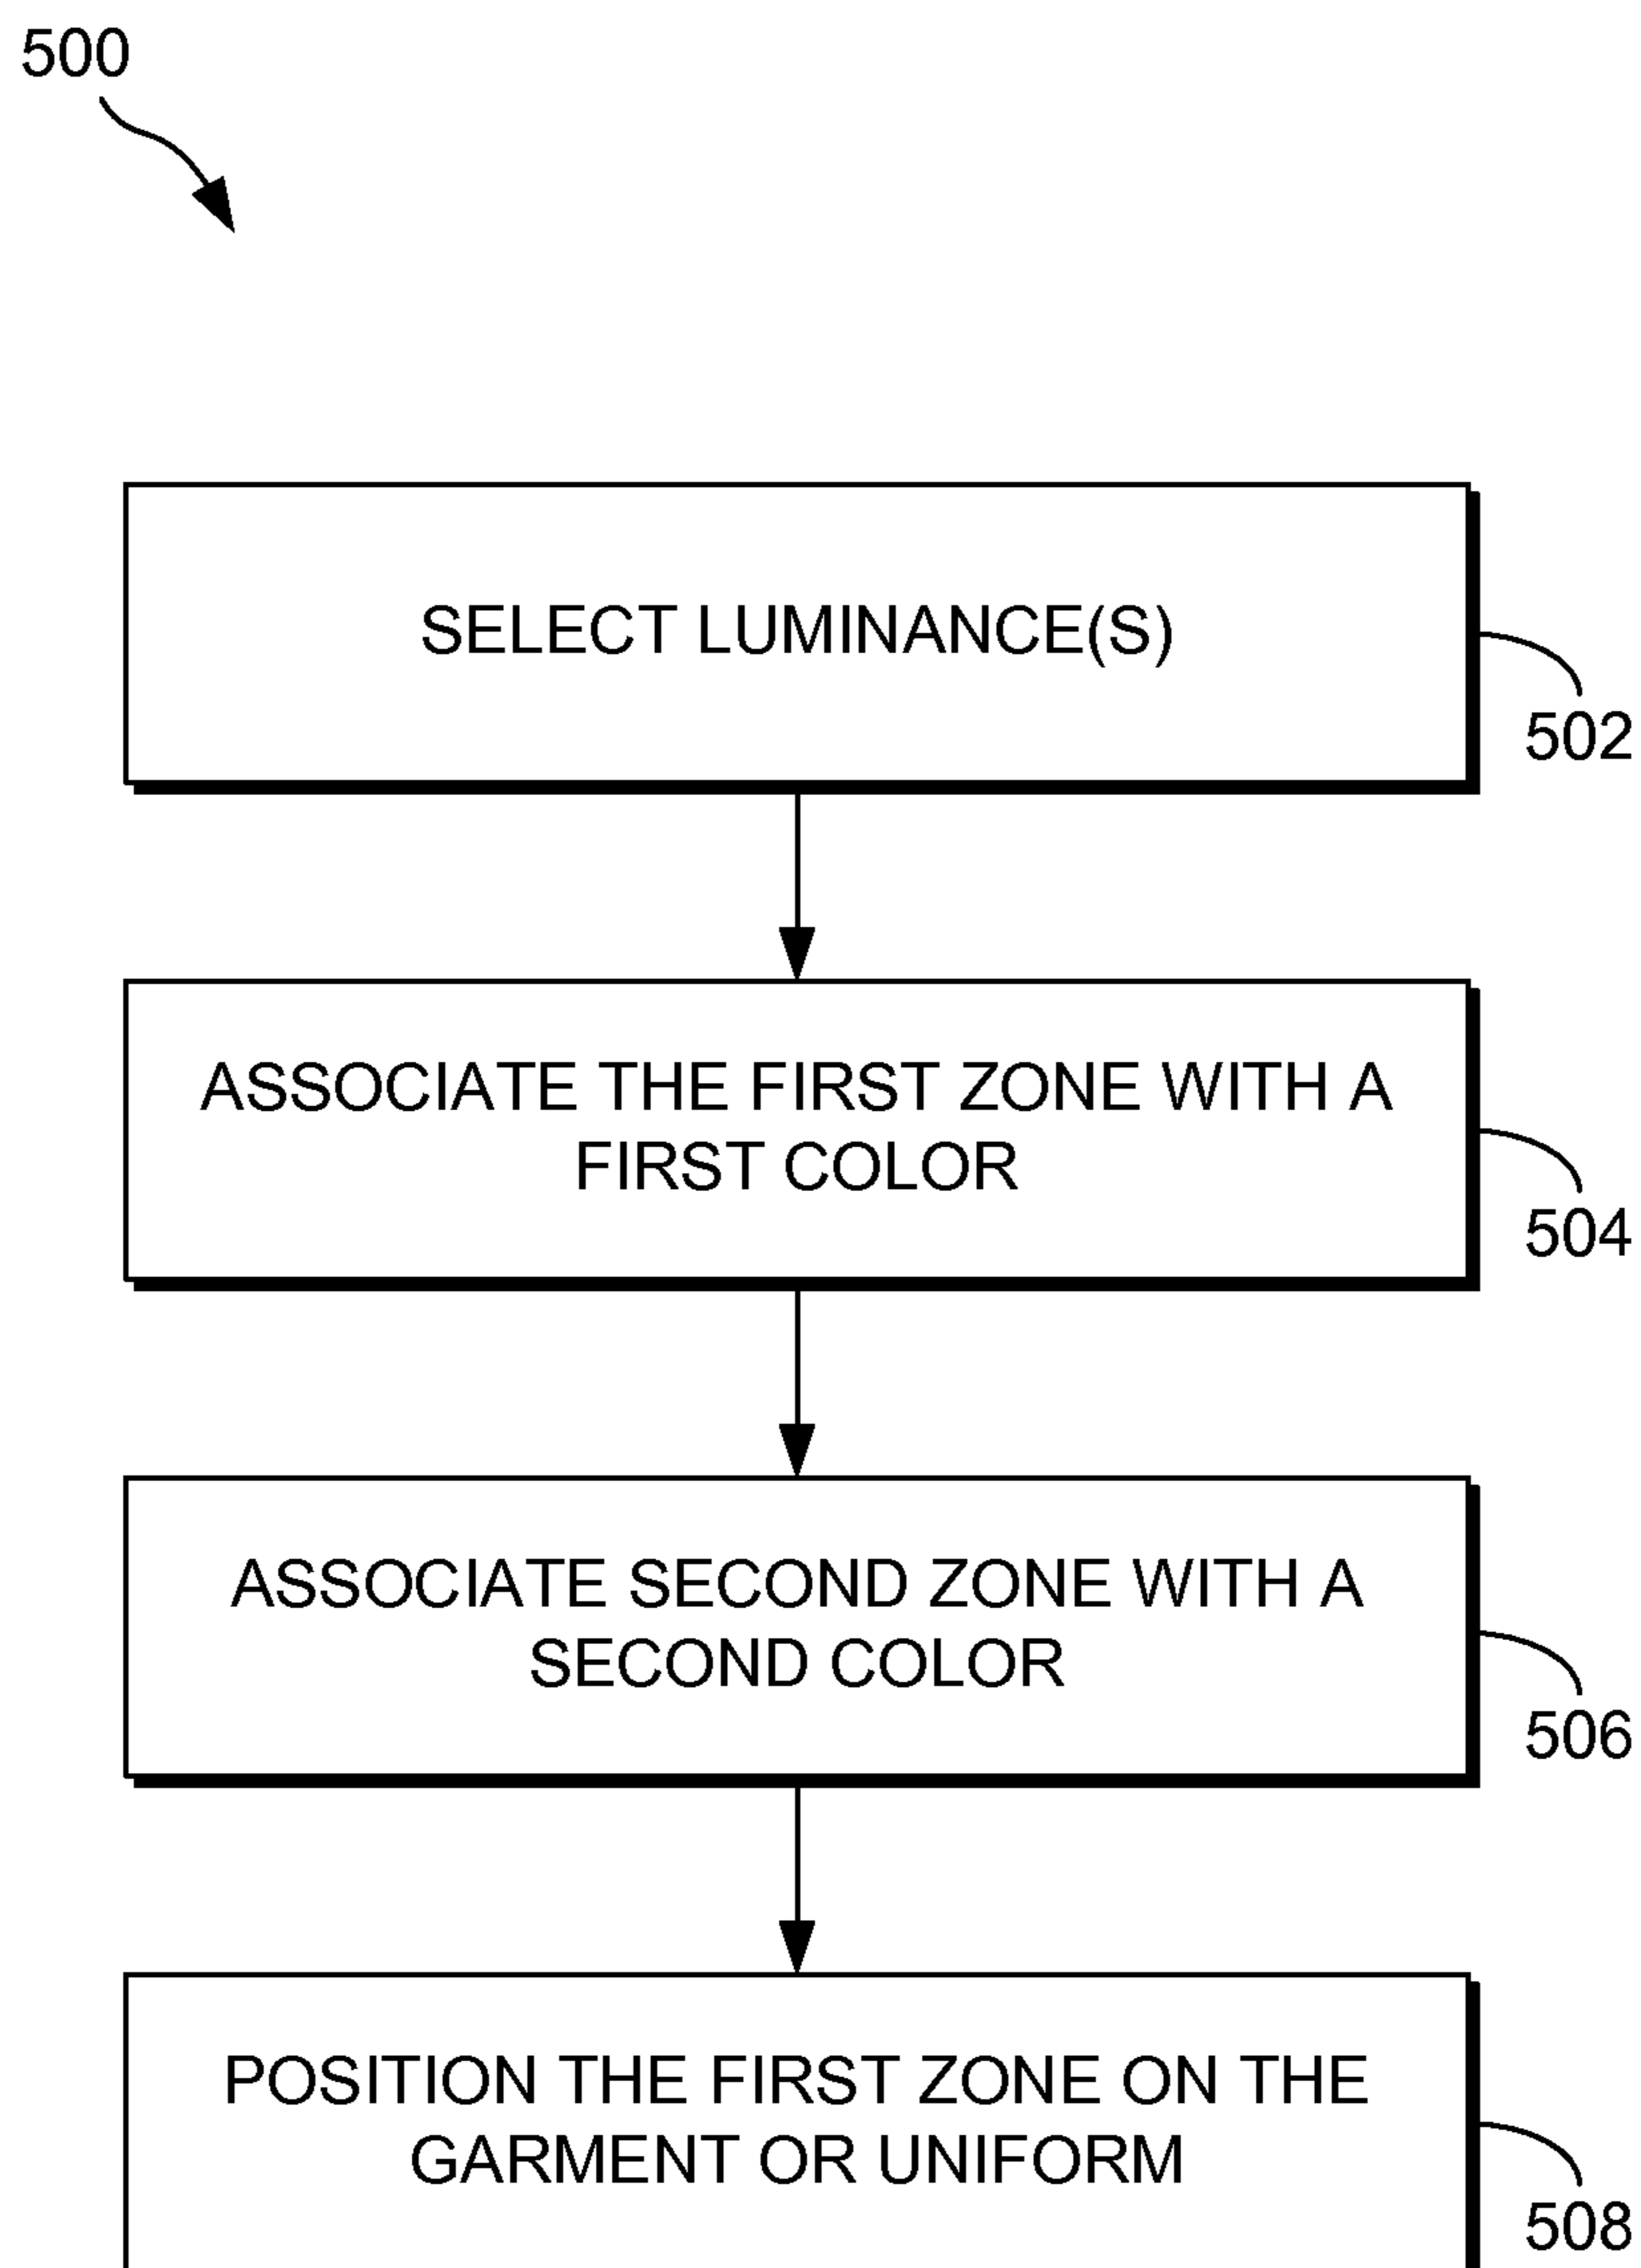 500
SELECT LUMINANCE(S)
502
ASSOCIATE THE FIRST ZONE WITH A
FIRST COLOR
504
ASSOCIATE SECOND ZONE WITH A
SECOND COLOR
506
POSITION THE FIRST ZONE ON THE
GARMENT OR UNIFORM
508